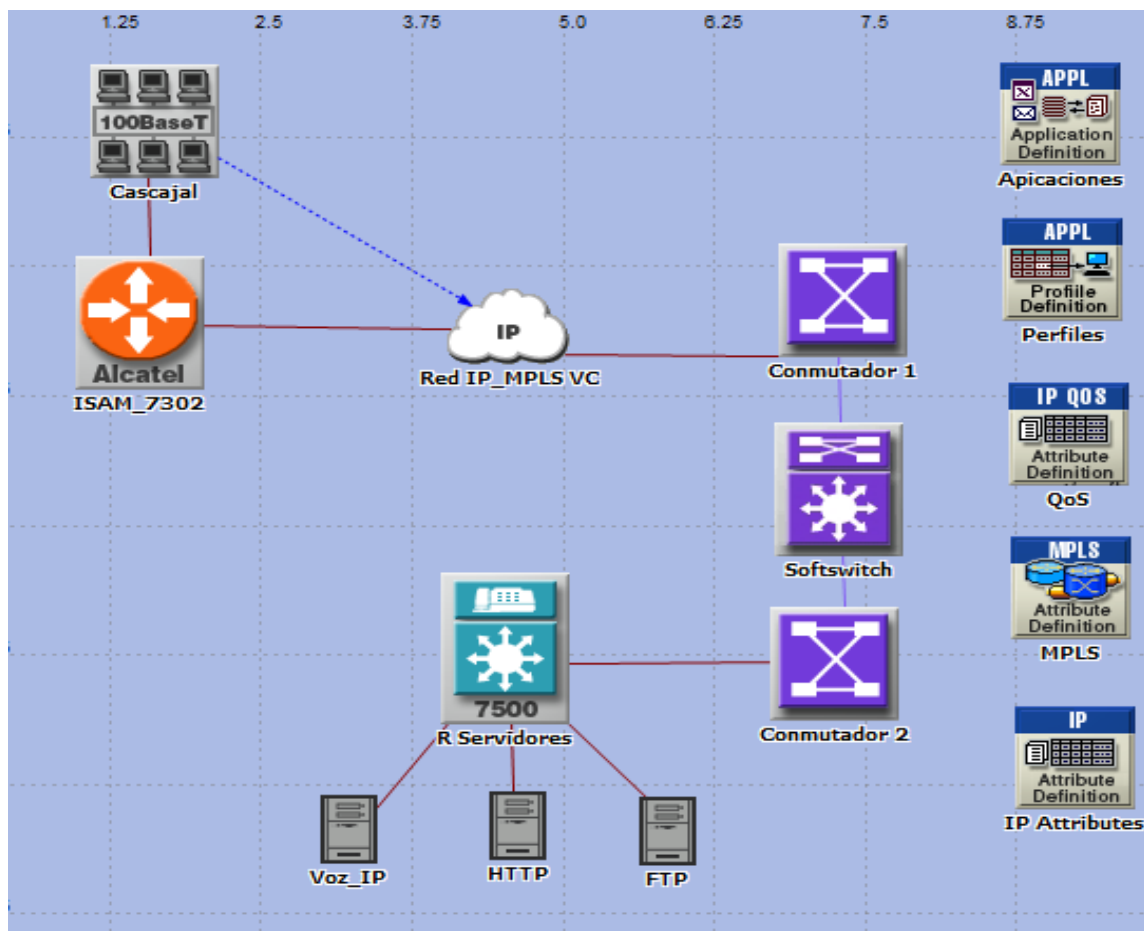 1.25 2.5 3.75 5.0 6.25 7.5 8.75
100BaseT
Cascajal
Alcatel
ISAM_7302
IP
Red IP_MPLS VC
Conmutador 1
Softswitch
Conmutador 2
7500
R Servidores
Voz_IP
HTTP
FTP
APPL
Application
Definition
Apicaciones
APPL
Profiile
Definition
Perfiles
IP QOS
Attribute
Definition
QoS
MPLS
Attribute
Definition
MPLS
IP
Attribute
Definition
IP Attributes